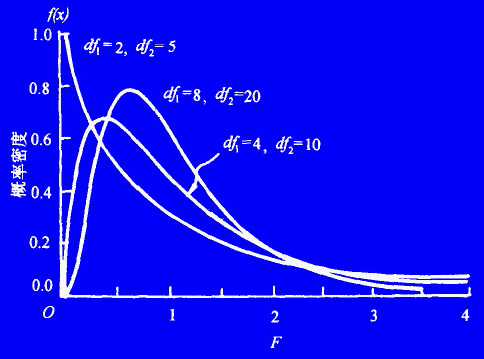 f(x)
1.0
df₁=2, df₂=5
0.8
df₁=8, df₂=20
0.6
df₁=4, df₂=10
概率密度
0.4
0.2
0.0
O 1 2 3 4
F